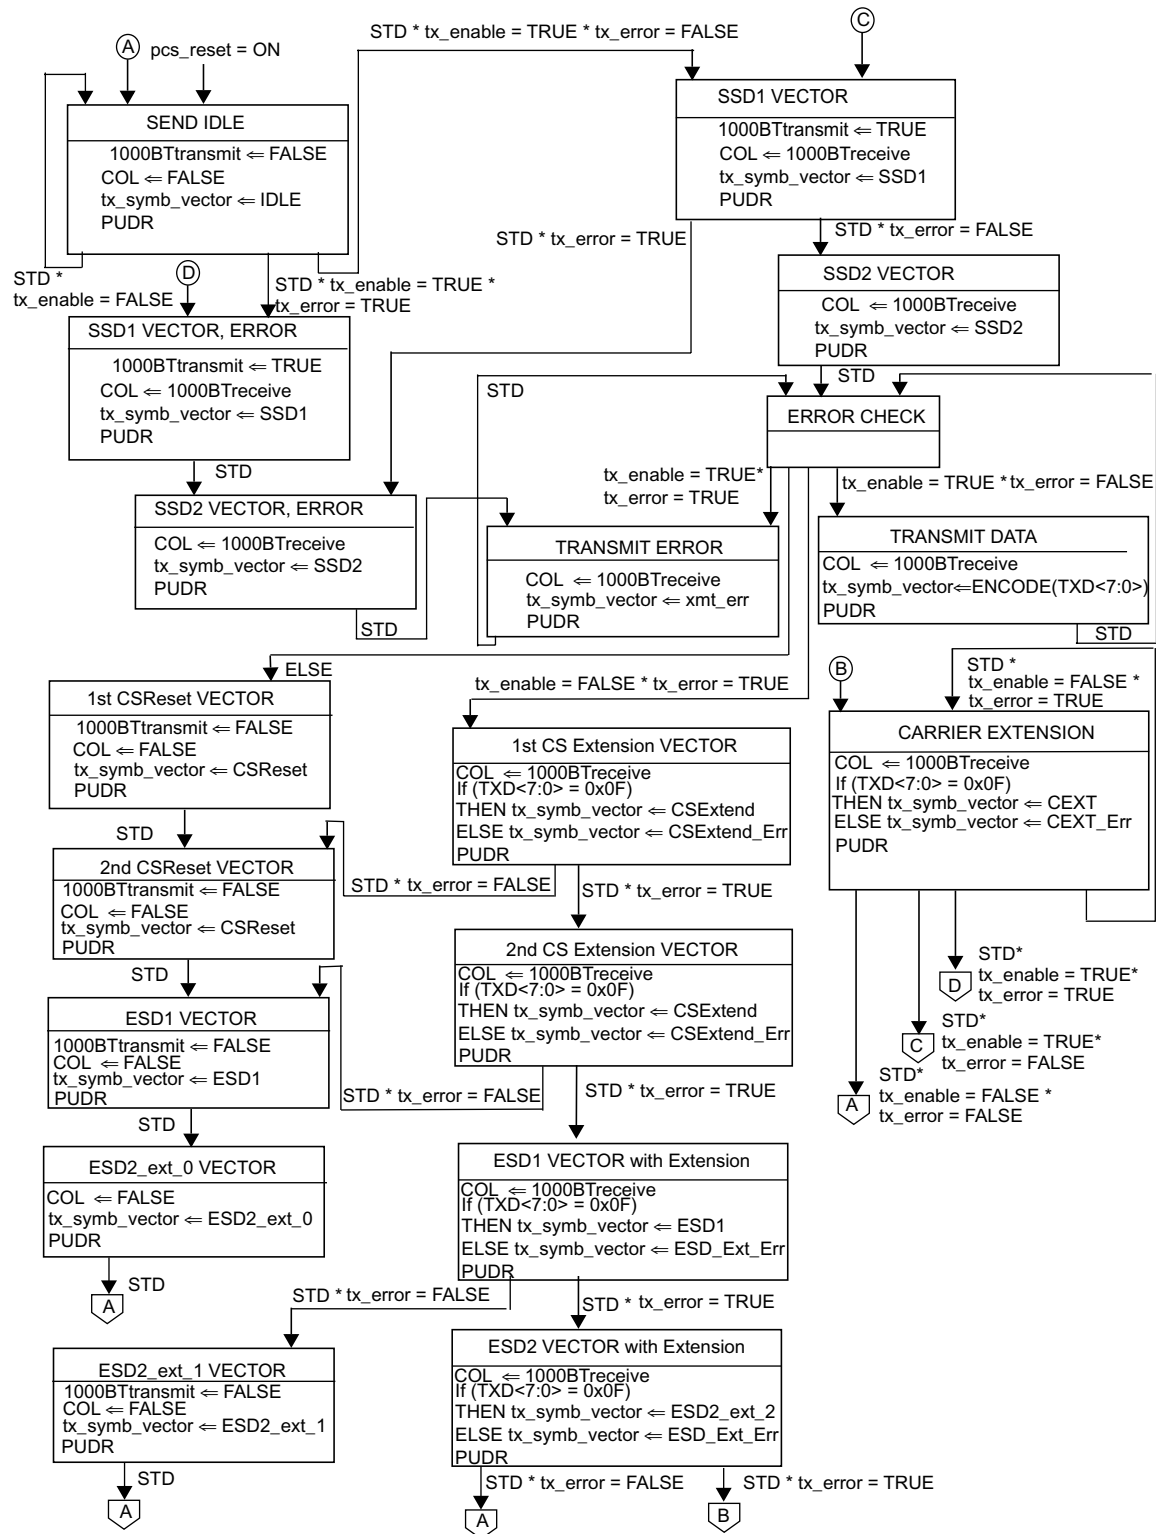 STD * tx_enable = TRUE * tx_error = FALSE
A
pcs_reset = ON
C
SEND IDLE
1000BTtransmit ⇐ FALSE
COL ⇐ FALSE
tx_symb_vector ⇐ IDLE
PUDR
SSD1 VECTOR
1000BTtransmit ⇐ TRUE
COL ⇐ 1000BTreceive
tx_symb_vector ⇐ SSD1
PUDR
STD *
tx_enable = FALSE
D
STD * tx_enable = TRUE *
tx_error = TRUE
STD * tx_error = TRUE
STD * tx_error = FALSE
SSD2 VECTOR
COL ⇐ 1000BTreceive
tx_symb_vector ⇐ SSD2
PUDR
STD
SSD1 VECTOR, ERROR
1000BTtransmit ⇐ TRUE
COL ⇐ 1000BTreceive
tx_symb_vector ⇐ SSD1
PUDR
STD
STD
ERROR CHECK
tx_enable = TRUE*
tx_error = TRUE
tx_enable = TRUE * tx_error = FALSE
SSD2 VECTOR, ERROR
COL ⇐ 1000BTreceive
tx_symb_vector ⇐ SSD2
PUDR
STD
TRANSMIT ERROR
COL ⇐ 1000BTreceive
tx_symb_vector ⇐ xmt_err
PUDR
TRANSMIT DATA
COL ⇐ 1000BTreceive
tx_symb_vector⇐ENCODE(TXD<7:0>)
PUDR
STD
ELSE
tx_enable = FALSE * tx_error = TRUE
B
STD *
tx_enable = FALSE *
tx_error = TRUE
1st CSReset VECTOR
1000BTtransmit ⇐ FALSE
COL ⇐ FALSE
tx_symb_vector ⇐ CSReset
PUDR
STD
1st CS Extension VECTOR
COL ⇐ 1000BTreceive
If (TXD<7:0> = 0x0F)
THEN tx_symb_vector ⇐ CSExtend
ELSE tx_symb_vector ⇐ CSExtend_Err
PUDR
CARRIER EXTENSION
COL ⇐ 1000BTreceive
If (TXD<7:0> = 0x0F)
THEN tx_symb_vector ⇐ CEXT
ELSE tx_symb_vector ⇐ CEXT_Err
PUDR
2nd CSReset VECTOR
1000BTtransmit ⇐ FALSE
COL ⇐ FALSE
tx_symb_vector ⇐ CSReset
PUDR
STD
STD * tx_error = FALSE
STD * tx_error = TRUE
2nd CS Extension VECTOR
COL ⇐ 1000BTreceive
If (TXD<7:0> = 0x0F)
THEN tx_symb_vector ⇐ CSExtend
ELSE tx_symb_vector ⇐ CSExtend_Err
PUDR
D
STD*
tx_enable = TRUE*
tx_error = TRUE
C
STD*
tx_enable = TRUE*
tx_error = FALSE
A
STD*
tx_enable = FALSE *
tx_error = FALSE
ESD1 VECTOR
1000BTtransmit ⇐ FALSE
COL ⇐ FALSE
tx_symb_vector ⇐ ESD1
PUDR
STD
STD * tx_error = FALSE
STD * tx_error = TRUE
ESD2_ext_0 VECTOR
COL ⇐ FALSE
tx_symb_vector ⇐ ESD2_ext_0
PUDR
STD
A
ESD1 VECTOR with Extension
COL ⇐ 1000BTreceive
If (TXD<7:0> = 0x0F)
THEN tx_symb_vector ⇐ ESD1
ELSE tx_symb_vector ⇐ ESD_Ext_Err
PUDR
STD * tx_error = FALSE
STD * tx_error = TRUE
ESD2_ext_1 VECTOR
1000BTtransmit ⇐ FALSE
COL ⇐ FALSE
tx_symb_vector ⇐ ESD2_ext_1
PUDR
STD
A
ESD2 VECTOR with Extension
COL ⇐ 1000BTreceive
If (TXD<7:0> = 0x0F)
THEN tx_symb_vector ⇐ ESD2_ext_2
ELSE tx_symb_vector ⇐ ESD_Ext_Err
PUDR
STD * tx_error = FALSE
A
STD * tx_error = TRUE
B